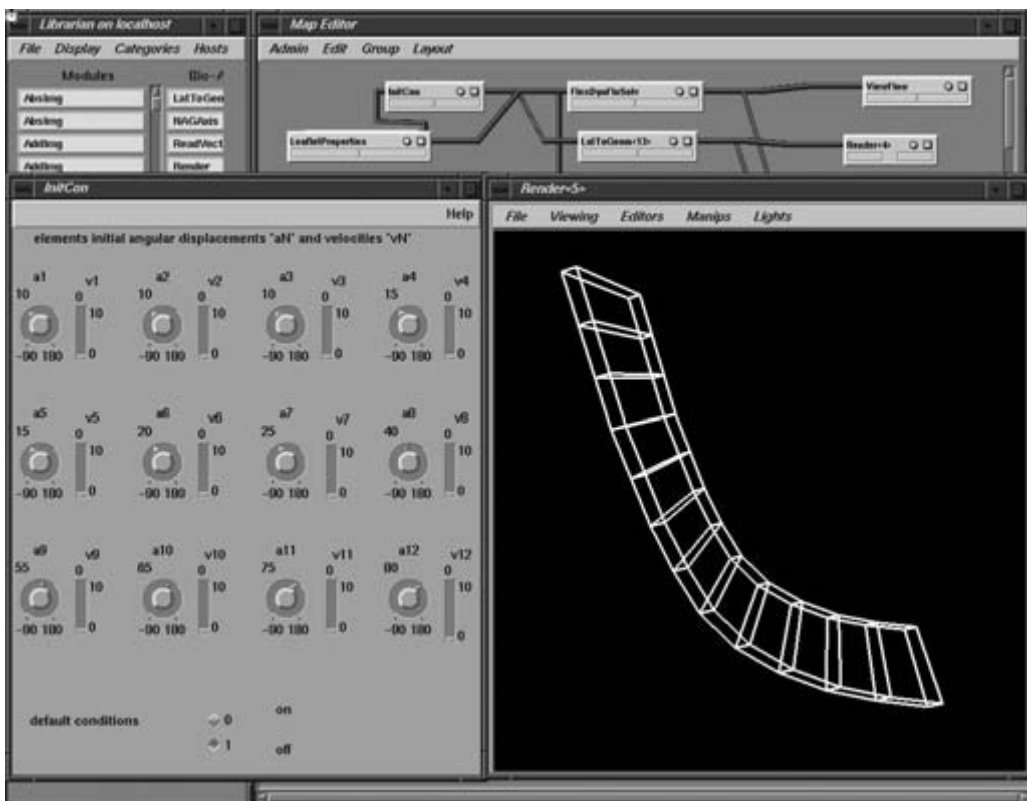 Librarian on localhost
File Display Categories Hosts
Modules Bio-A
AbsImg LatToGeo
AbsImg NAGAxis
AddImg ReadVect
AddImg Render
Map Editor
Admin Edit Group Layout
InitCon
LeafletProperties
LatToGeom<13>
ViewFlow
Render<4>
InitCon
Help
elements initial angular displacements "aN" and velocities "vN"
a1 v1 a2 v2 a3 v3 a4 v4
10 0 10 0 10 0 15 0
10 10 10 10
-90 180 0 -90 180 0 -90 180 0 -90 180 0
a5 v5 a6 v6 a7 v7 a8 v8
15 0 20 0 25 0 40 0
10 10 10 10
-90 180 0 -90 180 0 -90 180 0 -90 180 0
a9 v9 a10 v10 a11 v11 a12 v12
55 0 65 0 75 0 80 0
10 10 10 10
-90 180 0 -90 180 0 -90 180 0 -90 180 0
default conditions 0 on
1 off
Render<5>
File Viewing Editors Manips Lights